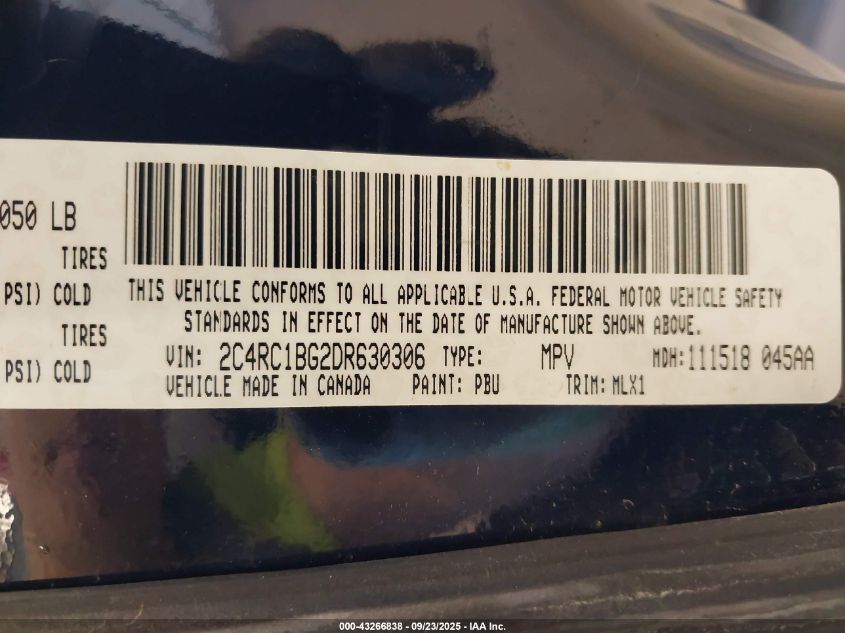 050 LB
TIRES
PSI) COLD
TIRES
PSI) COLD
THIS VEHICLE CONFORMS TO ALL APPLICABLE U.S.A. FEDERAL MOTOR VEHICLE SAFETY
STANDARDS IN EFFECT ON THE DATE OF MANUFACTURE SHOWN ABOVE.
VIN: 2C4RC1BG2DR630306 TYPE: MPV MDH:111518 045AA
VEHICLE MADE IN CANADA PAINT: PBU TRIM: MLX1
000-43266838 - 09/23/2025 - IAA Inc.